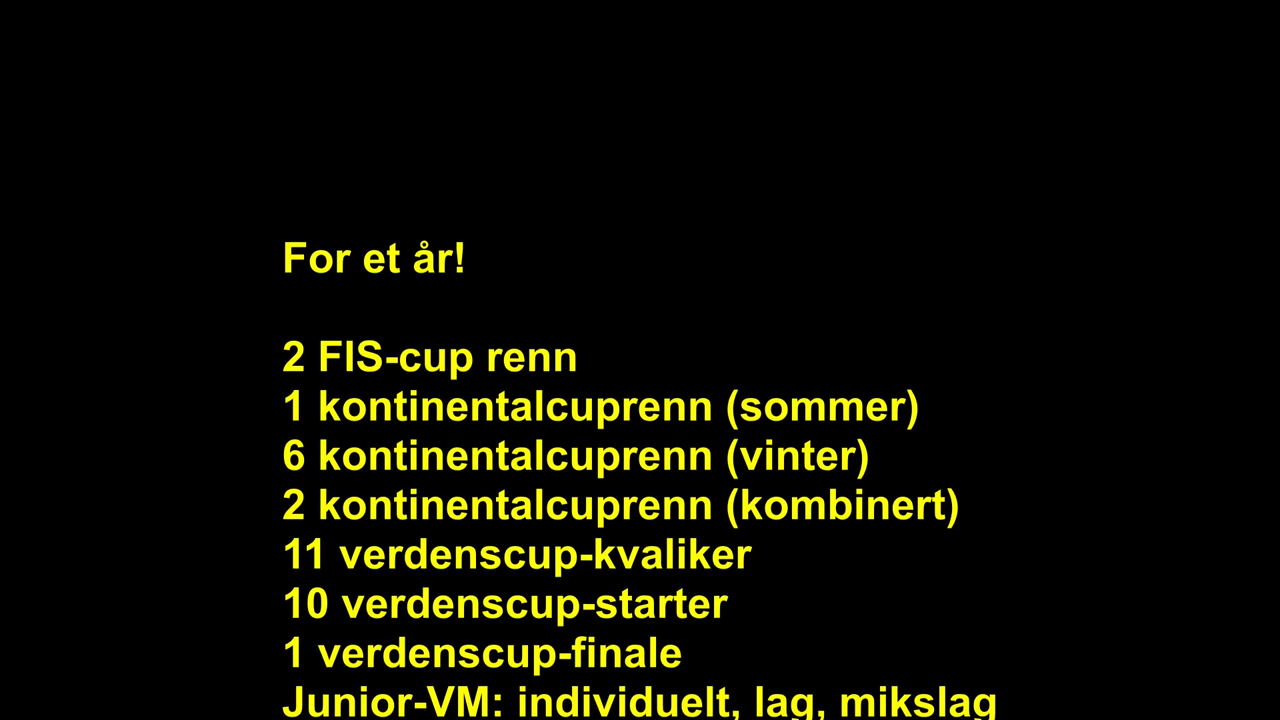 For et år!
2 FIS-cup renn
1 kontinentalcuprenn (sommer)
6 kontinentalcuprenn (vinter)
2 kontinentalcuprenn (kombinert)
11 verdenscup-kvaliker
10 verdenscup-starter
1 verdenscup-finale
Junior-VM: individuelt, lag, mikslag